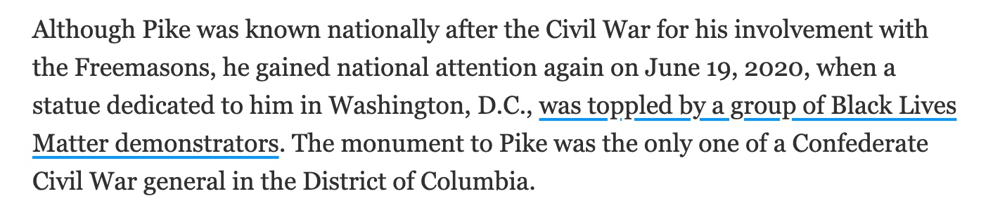 Although Pike was known nationally after the Civil War for his involvement with
the Freemasons, he gained national attention again on June 19, 2020, when a
statue dedicated to him in Washington, D.C., was toppled by a group of Black Lives
Matter demonstrators. The monument to Pike was the only one of a Confederate
Civil War general in the District of Columbia.